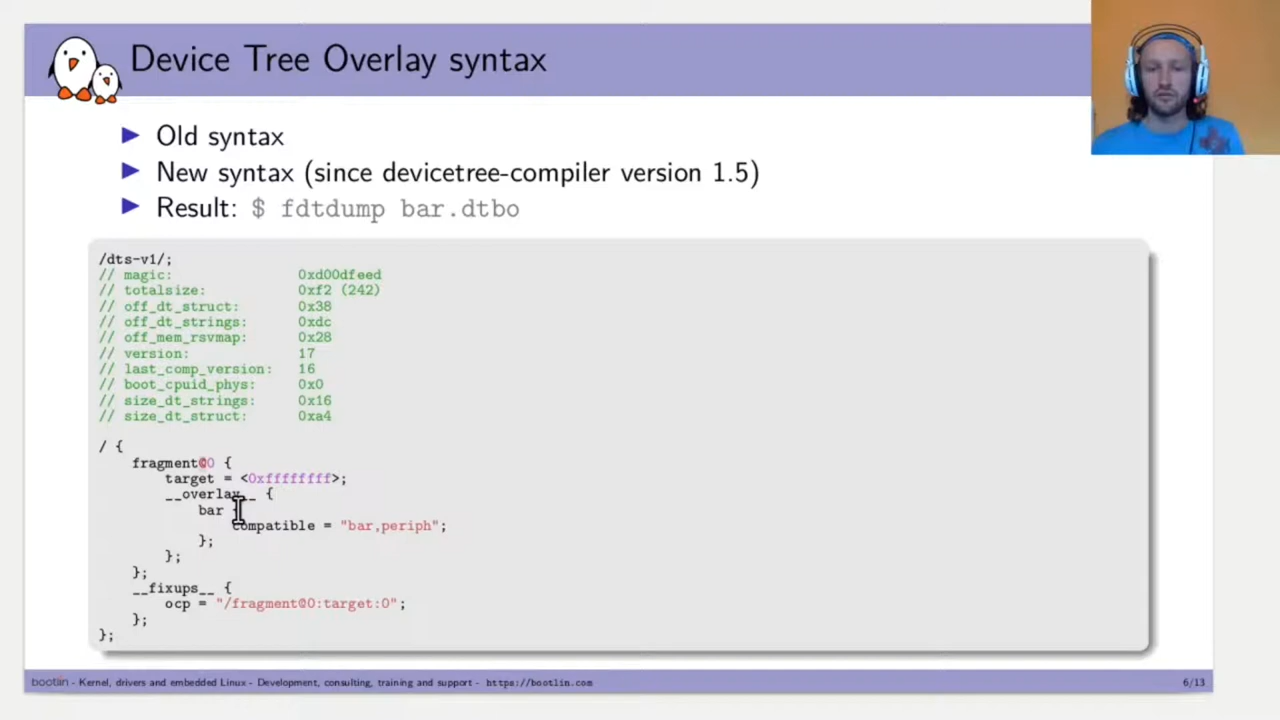 Device Tree Overlay syntax
Old syntax
New syntax (since devicetree-compiler version 1.5)
Result: $ fdtdump bar.dtbo
/dts-v1/;
// magic: 0xd00dfeed
// totalsize: 0xf2 (242)
// off_dt_struct: 0x38
// off_dt_strings: 0xdc
// off_mem_rsvmap: 0x28
// version: 17
// last_comp_version: 16
// boot_cpuid_phys: 0x0
// size_dt_strings: 0x16
// size_dt_struct: 0xa4
/ {
fragment@0 {
target = <0xffffffff>;
__overlay__ {
bar {
compatible = "bar,periph";
};
};
};
__fixups__ {
ocp = "/fragment@0:target:0";
};
};
bootlin - Kernel, drivers and embedded Linux - Development, consulting, training and support - https://bootlin.com
6/13